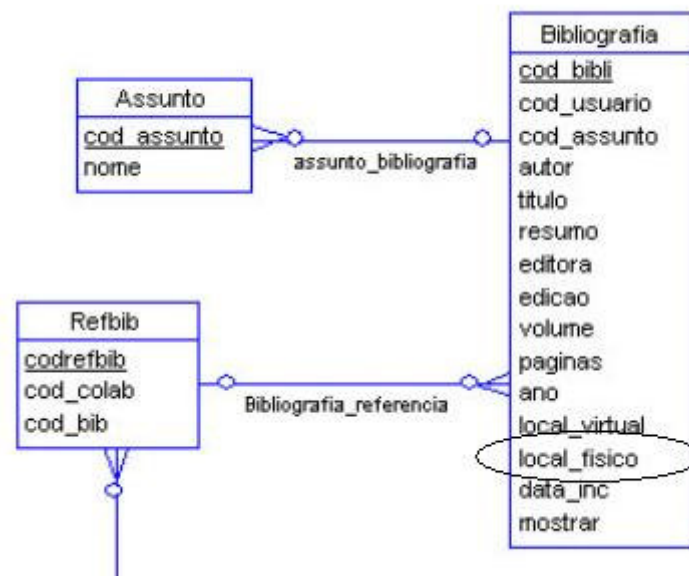 Assunto
cod_assunto
nome
assunto_bibliografia
Bibliografia
cod_bibli
cod_usuario
cod_assunto
autor
titulo
resumo
editora
edicao
volume
paginas
ano
local_virtual
local_fisico
data_inc
mostrar
Refbib
codrefbib
cod_colab
cod_bib
Bibliografia_referencia